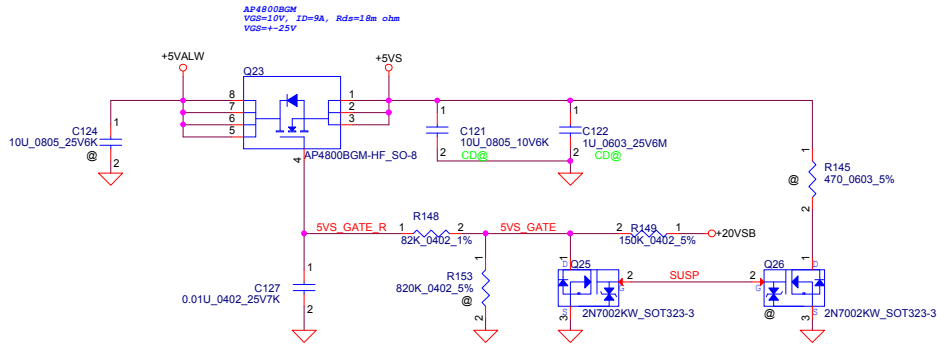 AP4800BGM
VGS=10V, ID=9A, Rds=18m ohm
VGS=+-25V
+5VALW
+5VS
Q23
8
7
6
5
1
2
3
4
AP4800BGM-HF_SO-8
1
C124
10U_0805_25V6K
@
2
1
C121
10U_0805_10V6K
CD@
2
1
C122
1U_0603_25V6M
CD@
2
1
R145
470_0603_5%
@
2
5VS_GATE_R
1
R148
2
82K_0402_1%
5VS_GATE
2
R149
1
150K_0402_5%
+20VSB
1
C127
0.01U_0402_25V7K
2
1
R153
820K_0402_5%
@
2
1
D
Q25
2
G
S
3
2N7002KW_SOT323-3
SUSP
Q26
1
D
2
G
@
S
3
2N7002KW_SOT323-3